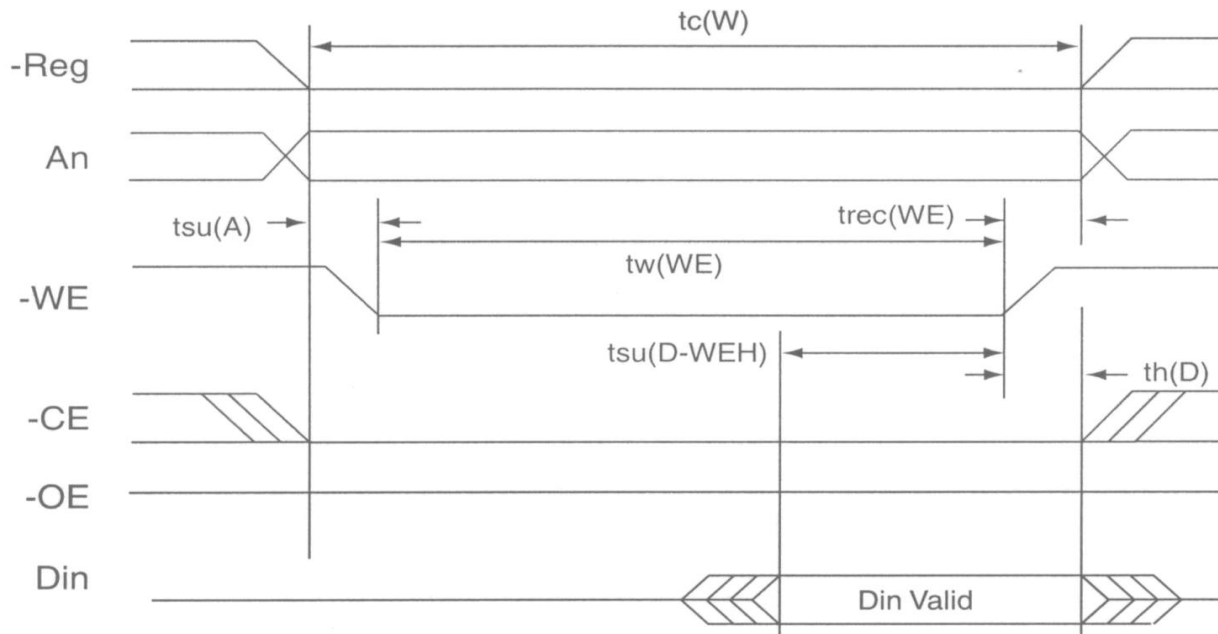 tc(W)
-Reg
An
tsu(A)
trec(WE)
tw(WE)
-WE
tsu(D-WEH)
th(D)
-CE
-OE
Din
Din Valid